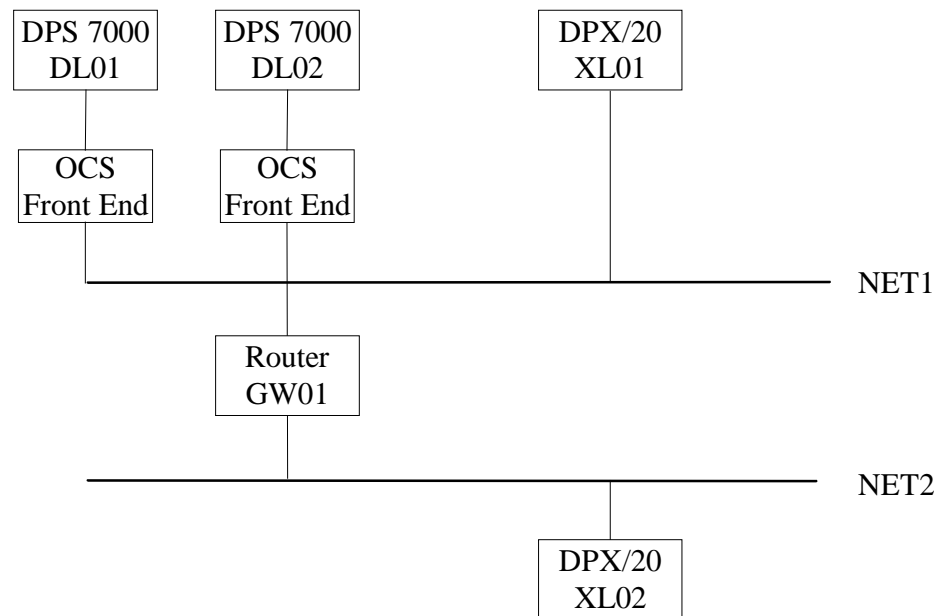 DPS 7000
DL01
DPS 7000
DL02
DPX/20
XL01
OCS
Front End
OCS
Front End
NET1
Router
GW01
NET2
DPX/20
XL02